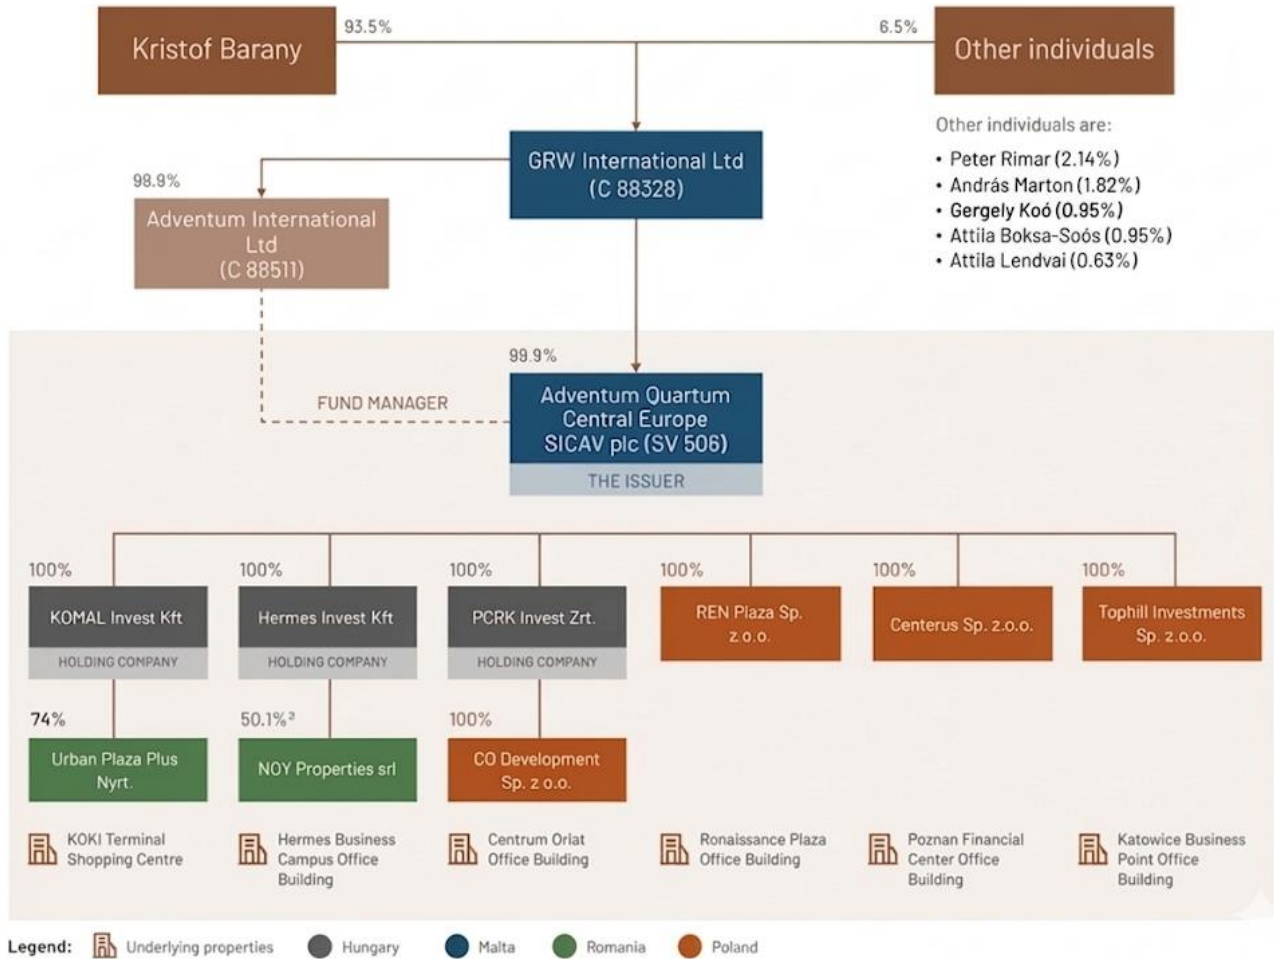 Kristof Barany
93.5%
6.5%
Other individuals
Other individuals are:
• Peter Rimar (2.14%)
• András Marton (1.82%)
• Gergely Koó (0.95%)
• Attila Boksa-Soós (0.95%)
• Attila Lendvai (0.63%)
GRW International Ltd
(C 88328)
98.9%
Adventum International
Ltd
(C 88511)
99.9%
FUND MANAGER
Adventum Quartum
Central Europe
SICAV plc (SV 506)
THE ISSUER
100%
KOMAL Invest Kft
HOLDING COMPANY
100%
Hermes Invest Kft
HOLDING COMPANY
100%
PCRK Invest Zrt.
HOLDING COMPANY
100%
REN Plaza Sp.
z.o.o.
100%
Centerus Sp. z.o.o.
100%
Tophill Investments
Sp. z.o.o.
74%
Urban Plaza Plus
Nyrt.
50.1%²
NOY Properties srl
100%
CO Development
Sp. z o.o.
KOKI Terminal
Shopping Centre
Hermes Business
Campus Office
Building
Centrum Orlat
Office Building
Ronaissance Plaza
Office Building
Poznan Financial
Center Office
Building
Katowice Business
Point Office
Building
Legend:
Underlying properties
Hungary
Malta
Romania
Poland